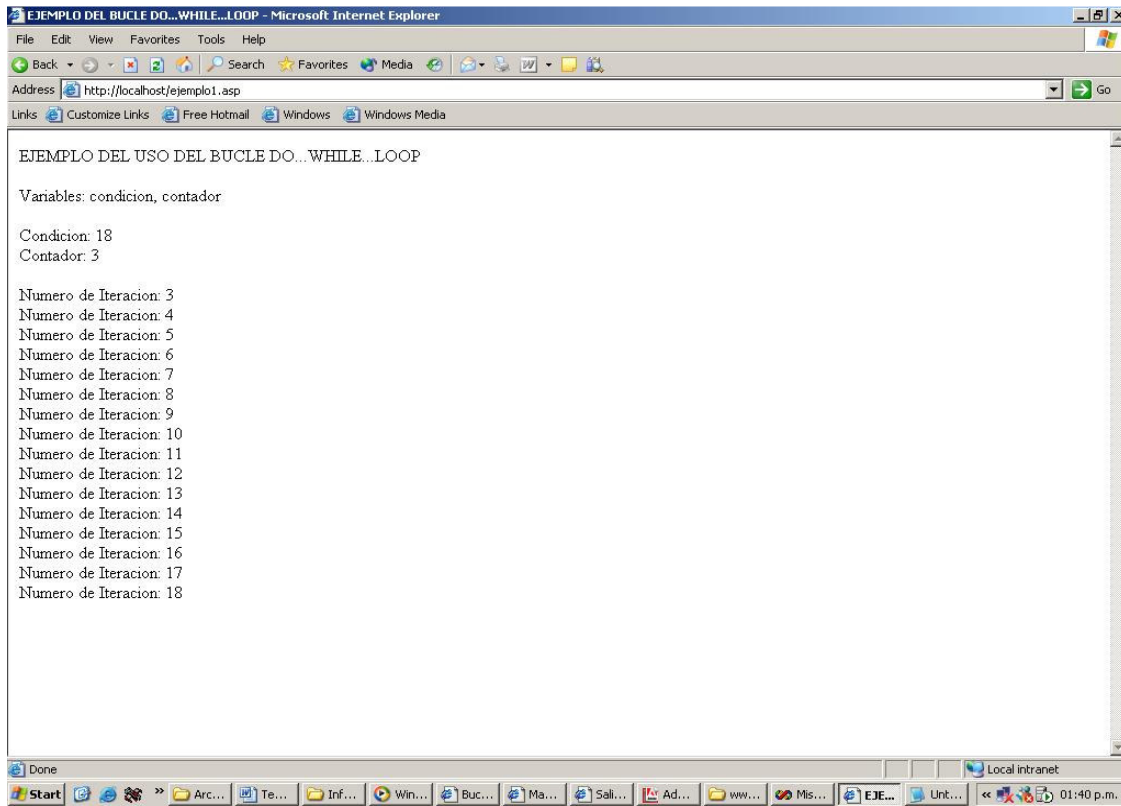 EJEMPLO DEL BUCLE DO...WHILE...LOOP - Microsoft Internet Explorer
File Edit View Favorites Tools Help
Back Search Favorites Media
Address http://localhost/ejemplo1.asp Go
Links Customize Links Free Hotmail Windows Windows Media
EJEMPLO DEL USO DEL BUCLE DO...WHILE...LOOP
Variables: condicion, contador
Condicion: 18
Contador: 3
Numero de Iteracion: 3
Numero de Iteracion: 4
Numero de Iteracion: 5
Numero de Iteracion: 6
Numero de Iteracion: 7
Numero de Iteracion: 8
Numero de Iteracion: 9
Numero de Iteracion: 10
Numero de Iteracion: 11
Numero de Iteracion: 12
Numero de Iteracion: 13
Numero de Iteracion: 14
Numero de Iteracion: 15
Numero de Iteracion: 16
Numero de Iteracion: 17
Numero de Iteracion: 18
Done Local intranet
Start » Arc... Te... Inf... Win... Buc... Ma... Sali... Ad... ww... Mis... EJE... Unt... « 01:40 p.m.